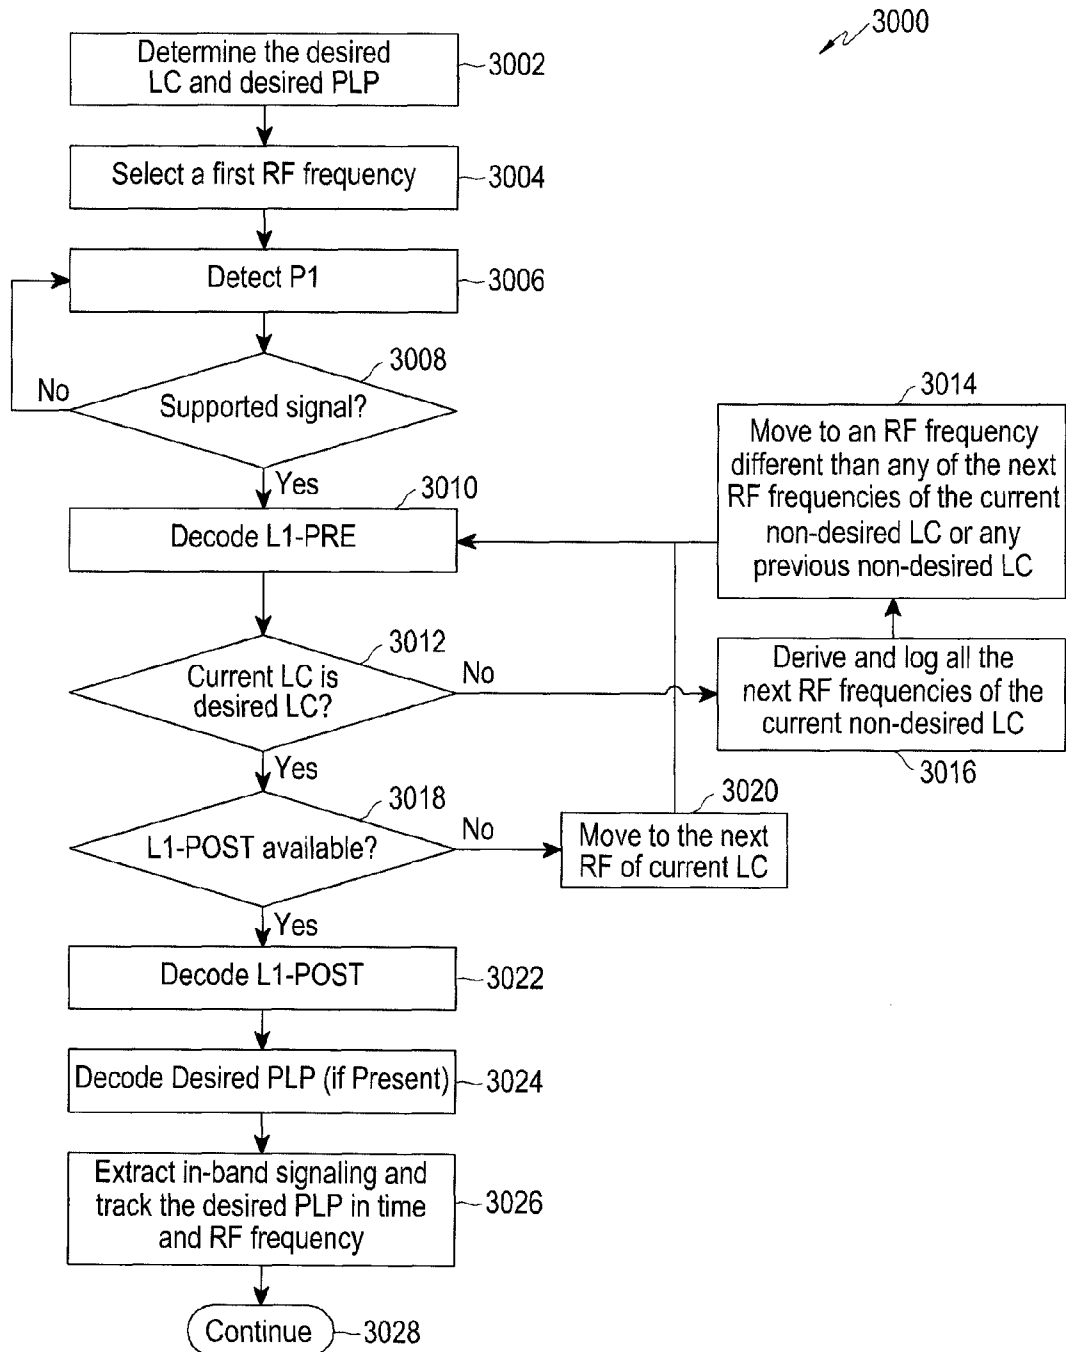 3000
Determine the desired
LC and desired PLP
3002
Select a first RF frequency
3004
Detect P1
3006
3008
No
Supported signal?
Yes
3010
Decode L1-PRE
3014
Move to an RF frequency
different than any of the next
RF frequencies of the current
non-desired LC or any
previous non-desired LC
3012
Current LC is
desired LC?
No
Derive and log all the
next RF frequencies of the
current non-desired LC
3016
Yes
3018
L1-POST available?
No
3020
Move to the next
RF of current LC
Yes
Decode L1-POST
3022
Decode Desired PLP (if Present)
3024
Extract in-band signaling and
track the desired PLP in time
and RF frequency
3026
Continue
3028